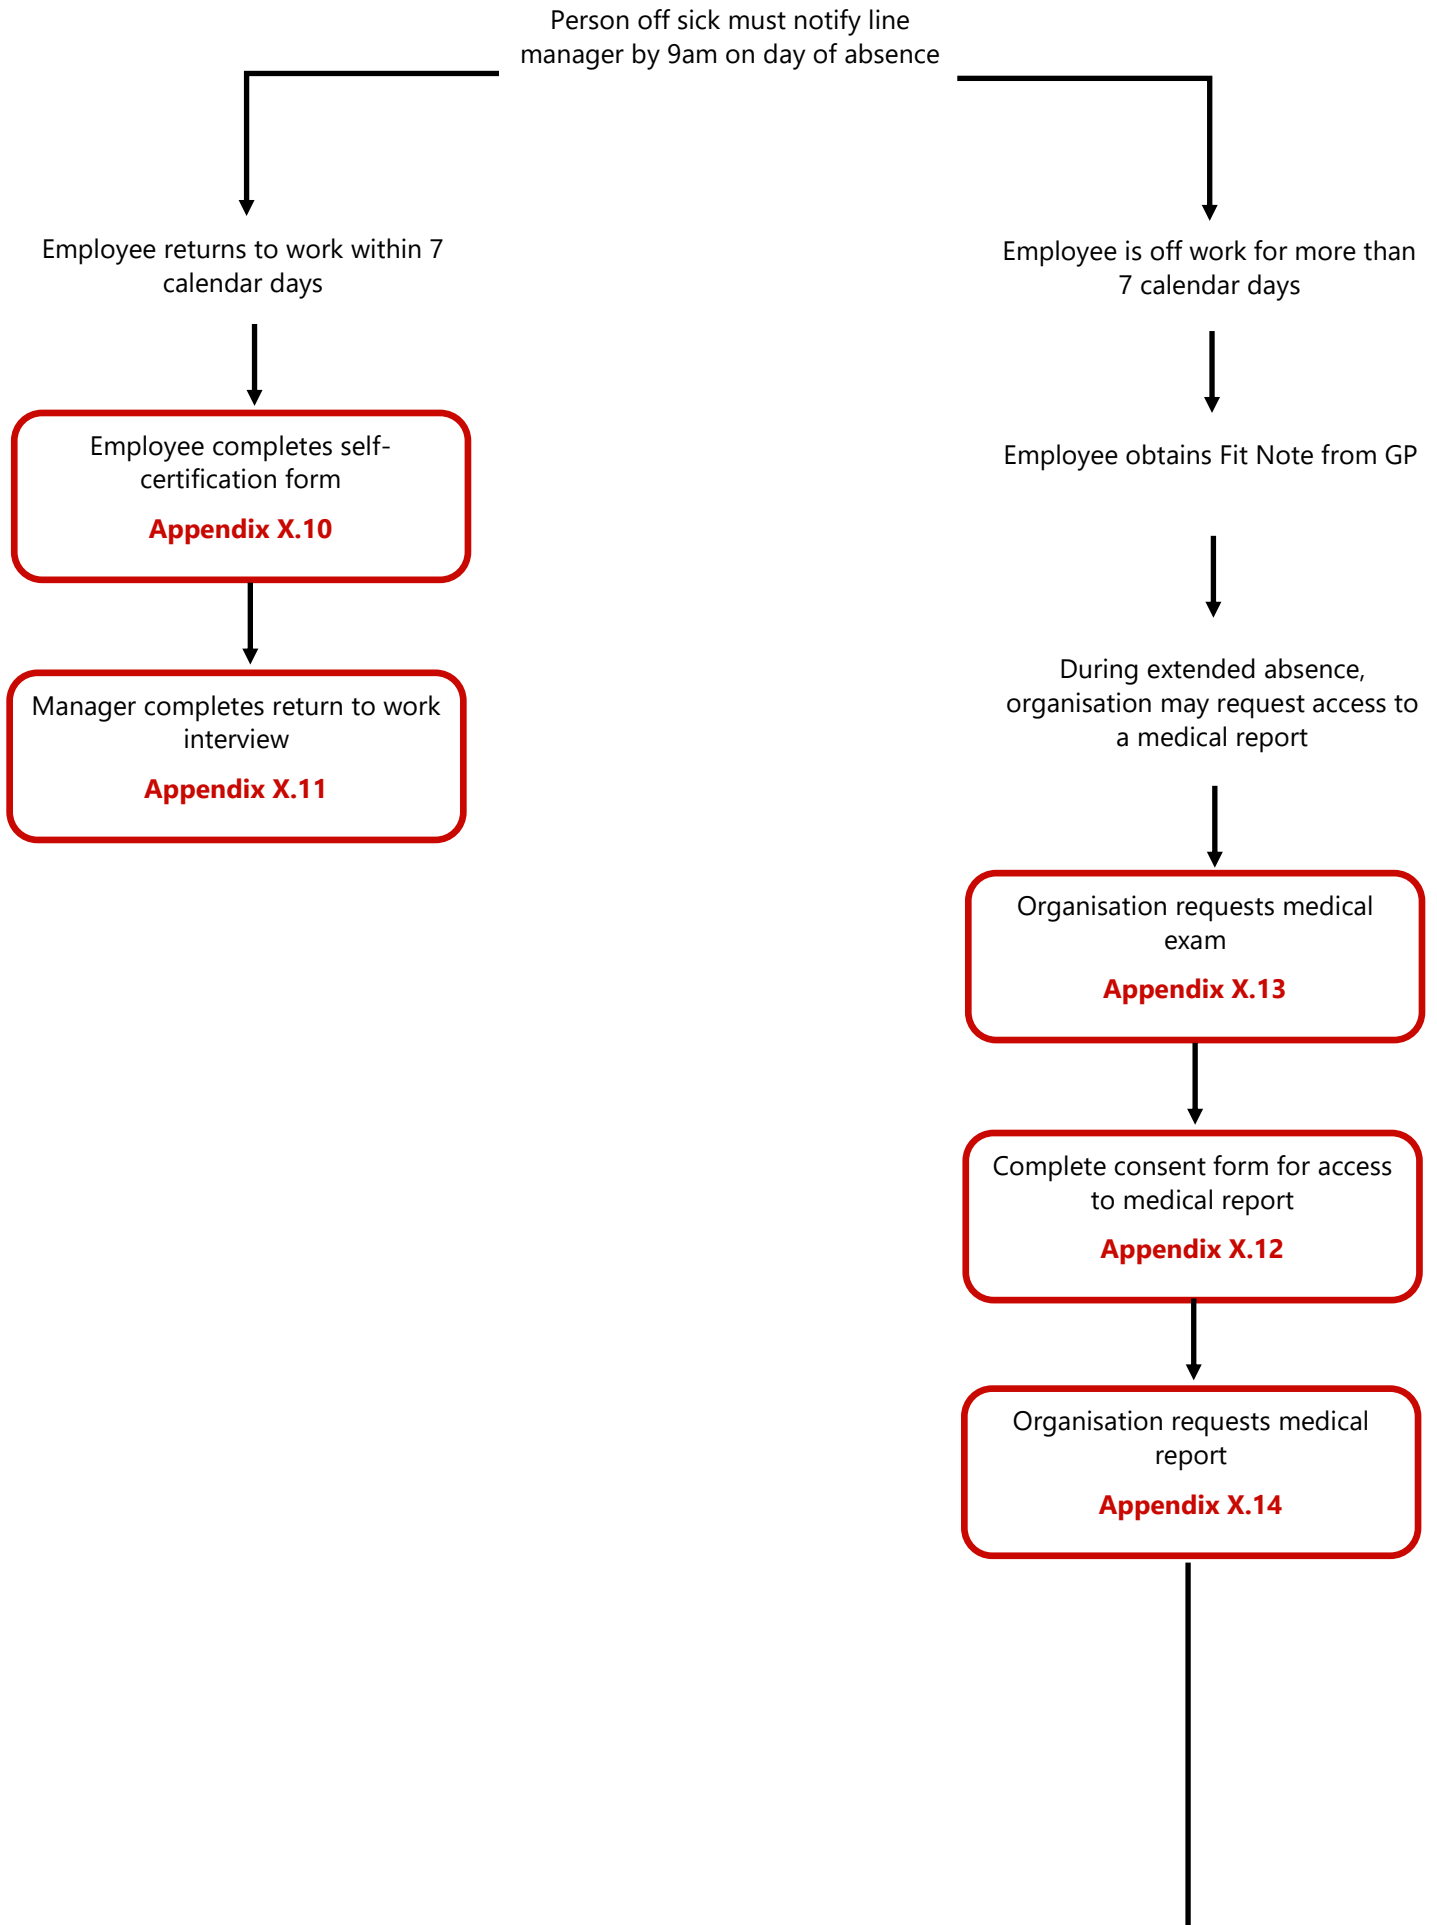 Person off sick must notify line
manager by 9am on day of absence
Employee returns to work within 7
calendar days
Employee completes self-
certification form
Appendix X.10
Manager completes return to work
interview
Appendix X.11
Employee is off work for more than
7 calendar days
Employee obtains Fit Note from GP
During extended absence,
organisation may request access to
a medical report
Organisation requests medical
exam
Appendix X.13
Complete consent form for access
to medical report
Appendix X.12
Organisation requests medical
report
Appendix X.14